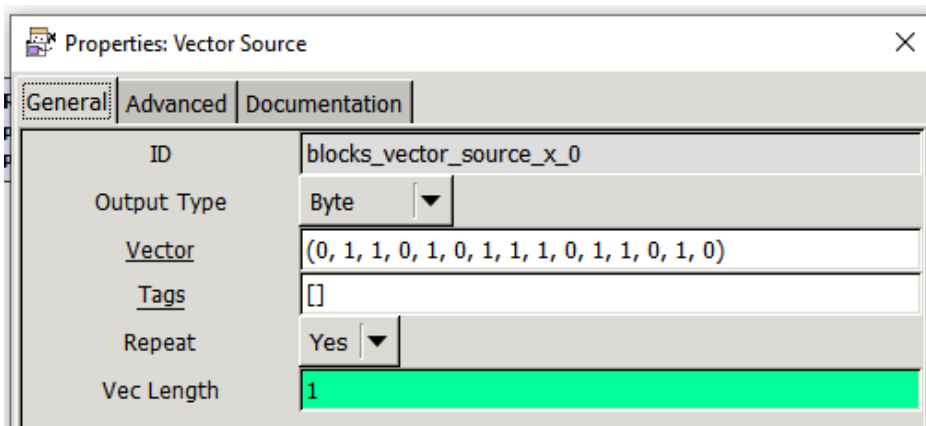 Properties: Vector Source
General Advanced Documentation
ID blocks_vector_source_x_0
Output Type Byte
Vector (0, 1, 1, 0, 1, 0, 1, 1, 1, 0, 1, 1, 0, 1, 0)
Tags []
Repeat Yes
Vec Length 1